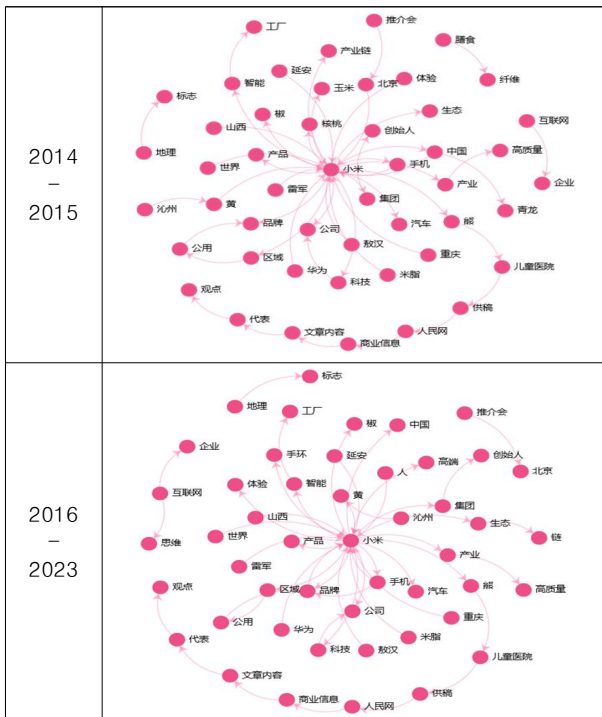 2014
–
2015
工厂
推介会
产业链
膳食
延安
智能
玉米
北京
体验
纤维
标志
椒
核桃
生态
山西
创始人
互联网
地理
产品
中国
高质量
世界
小米
手机
产业
企业
雷军
沁州
黄
集团
青龙
品牌
公司
汽车
熊
公用
区域
敖汉
重庆
华为
米脂
儿童医院
观点
科技
供稿
代表
文章内容
人民网
商业信息
2016
–
2023
标志
地理
工厂
椒
中国
推介会
企业
手环
延安
人
高端
创始人
北京
体验
智能
互联网
黄
集团
山西
沁州
生态
世界
产品
小米
链
思维
产业
雷军
手机
观点
区域
品牌
汽车
熊
高质量
公司
公用
华为
重庆
代表
科技
敖汉
米脂
儿童医院
文章内容
商业信息
人民网
供稿